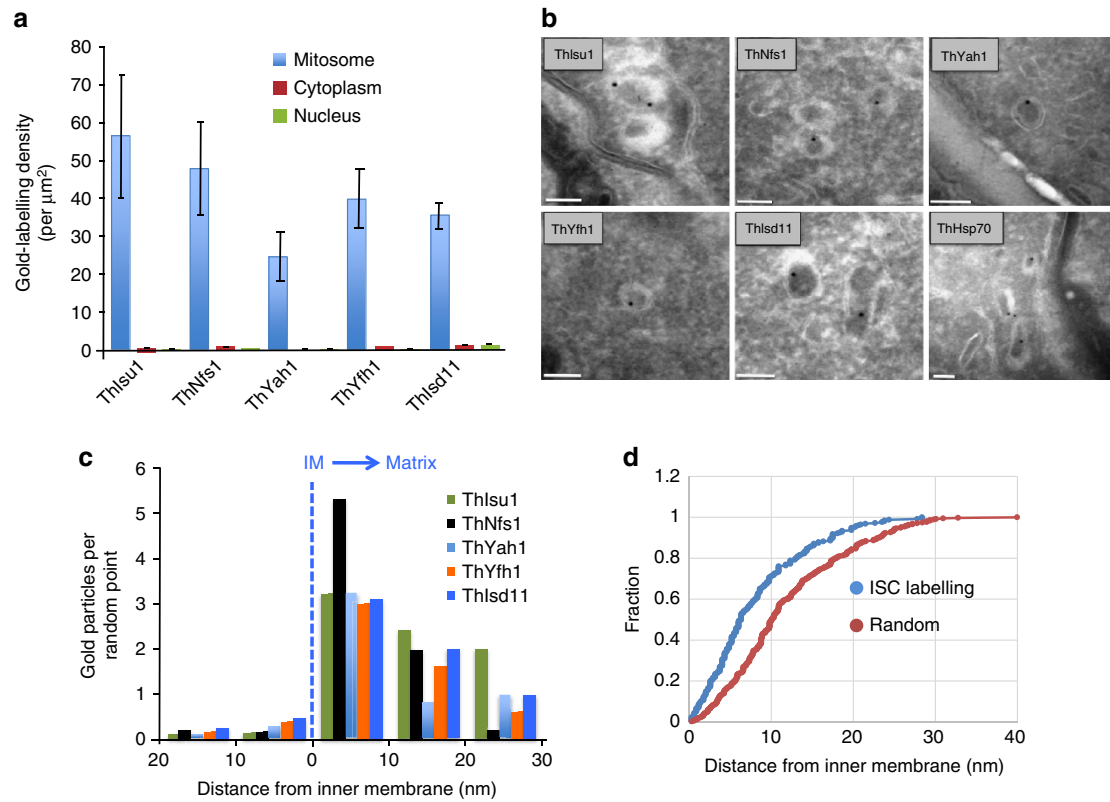 a
80
70
60
50
40
30
20
10
0
Gold-labelling density
(per μm²)
Mitosome
Cytoplasm
Nucleus
ThIsu1
ThNfs1
ThYah1
ThYfh1
ThIsd11
b
ThIsu1
ThNfs1
ThYah1
ThYfh1
ThIsd11
ThHsp70
c
IM
Matrix
6
5
4
3
2
1
0
Gold particles per
random point
ThIsu1
ThNfs1
ThYah1
ThYfh1
ThIsd11
20 10 0 10 20 30
Distance from inner membrane (nm)
d
1.2
1
0.8
0.6
0.4
0.2
0
Fraction
ISC labelling
Random
0 10 20 30 40
Distance from inner membrane (nm)